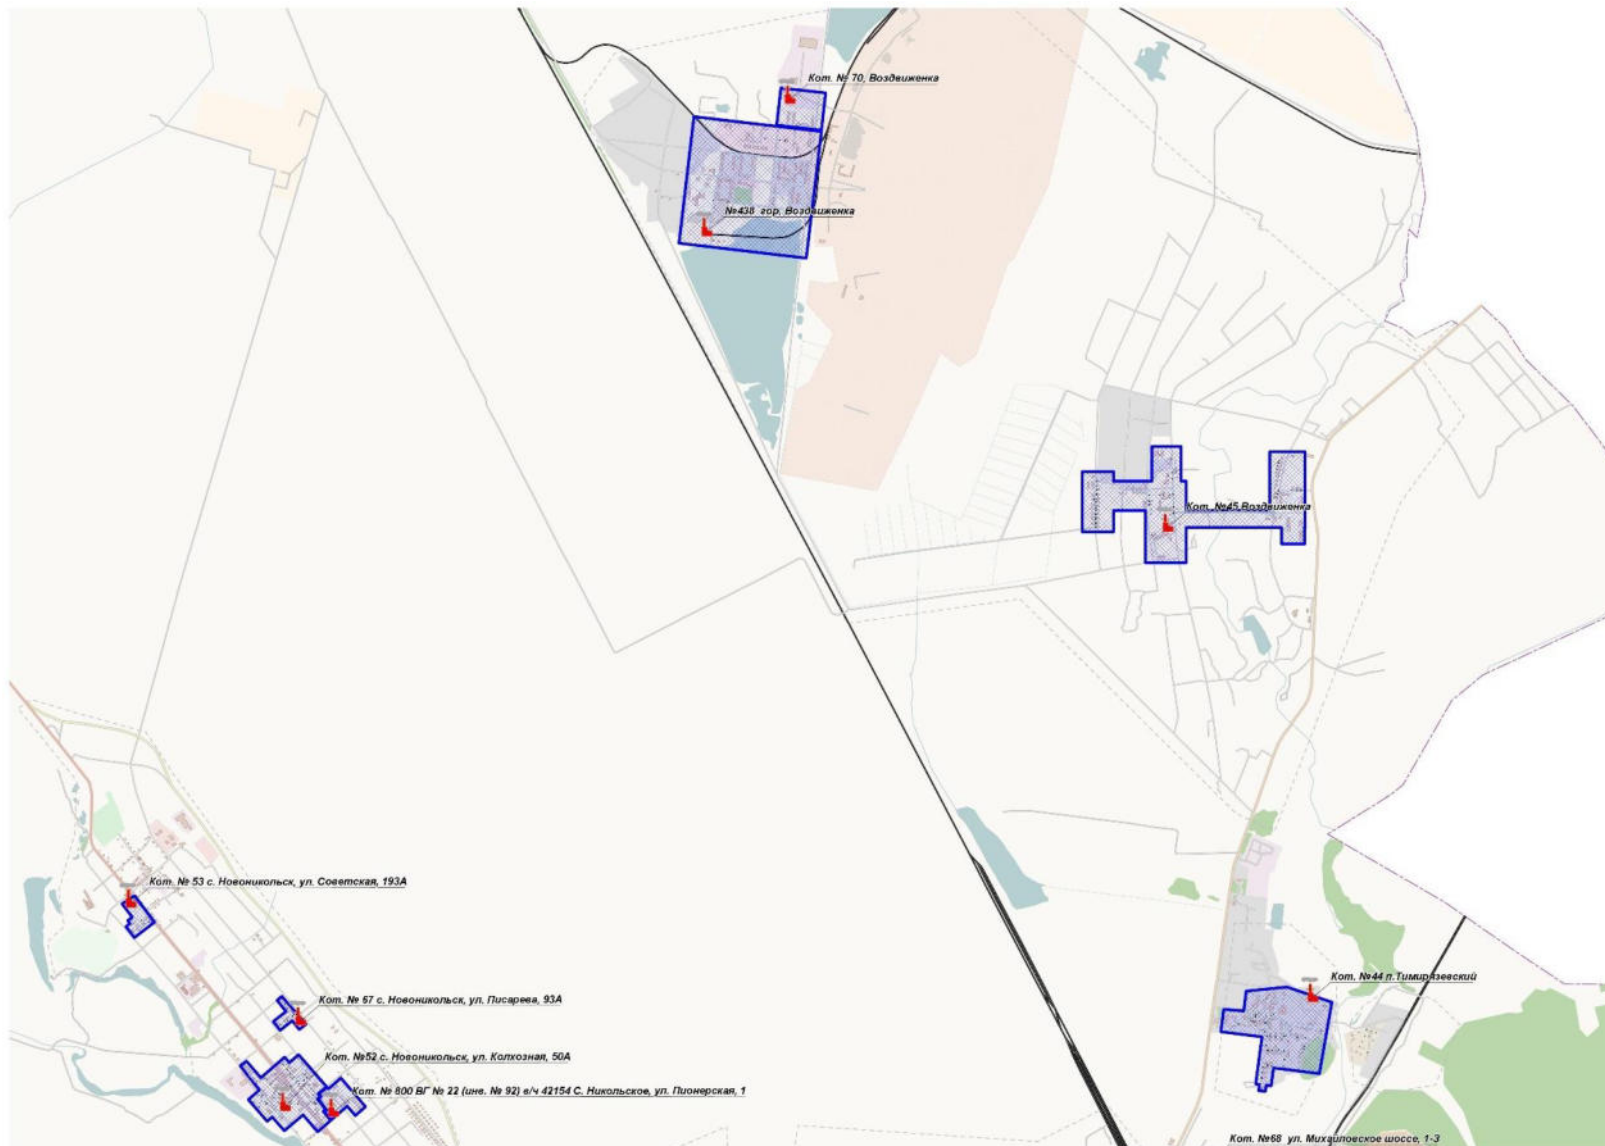 Кот. № 70, Воздвиженка
№438 гор, Воздвиженка
Кот. №45 Воздвиженка
Кот. № 53 с. Новоникольск, ул. Советская, 193А
Кот. №44 п.Тимирязевский
Кот. № 67 с. Новоникольск, ул. Писарева, 93А
Кот. №52 с. Новоникольск, ул. Колхозная, 50А
Кот. № 800 ВГ № 22 (инв. № 92) в/ч 42154 С. Никольское, ул. Пионерская, 1
Кот. №68 ул. Михайловское шоссе, 1-3